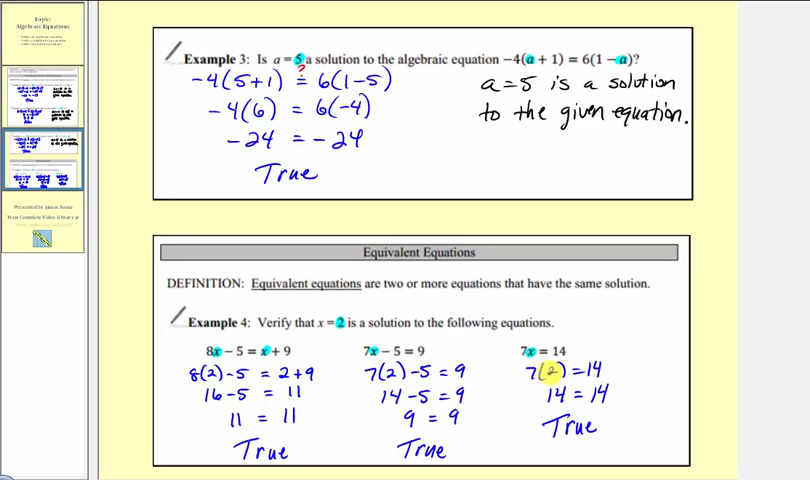 Topic:
Algebraic Equations
Example 3: Is a = 5 a solution to the algebraic equation −4(a + 1) = 6(1 − a)?
−4(5+1) ≟ 6(1−5)
−4(6) = 6(−4)
−24 = −24
True
a=5 is a solution
to the given equation.
Equivalent Equations
DEFINITION: Equivalent equations are two or more equations that have the same solution.
Example 4: Verify that x = 2 is a solution to the following equations.
8x − 5 = x + 9
8(2)−5 = 2+9
16−5 = 11
11 = 11
True
7x − 5 = 9
7(2)−5 = 9
14−5 = 9
9 = 9
True
7x = 14
7(2) = 14
14 = 14
True
Presented by James Sousa
View Complete Video Library at